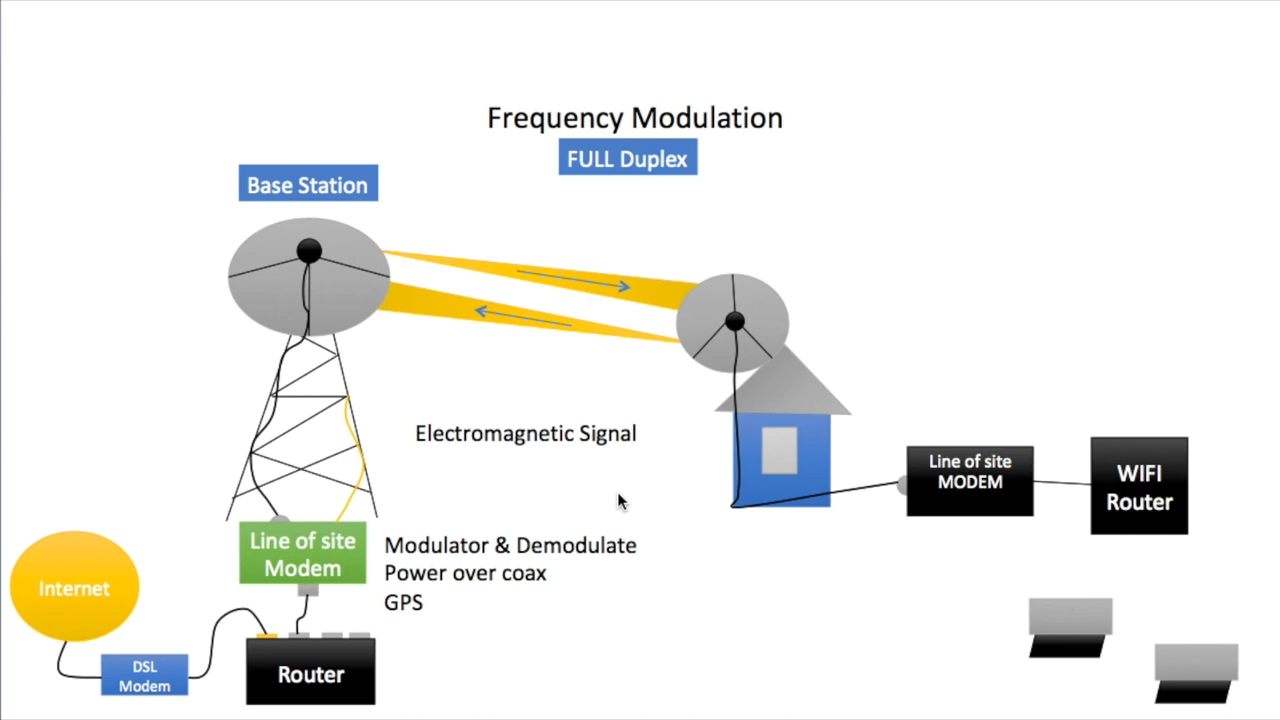 Frequency Modulation
FULL Duplex
Base Station
Electromagnetic Signal
Line of site
MODEM
WIFI
Router
Line of site
Modem
Modulator & Demodulate
Power over coax
GPS
Internet
DSL
Modem
Router